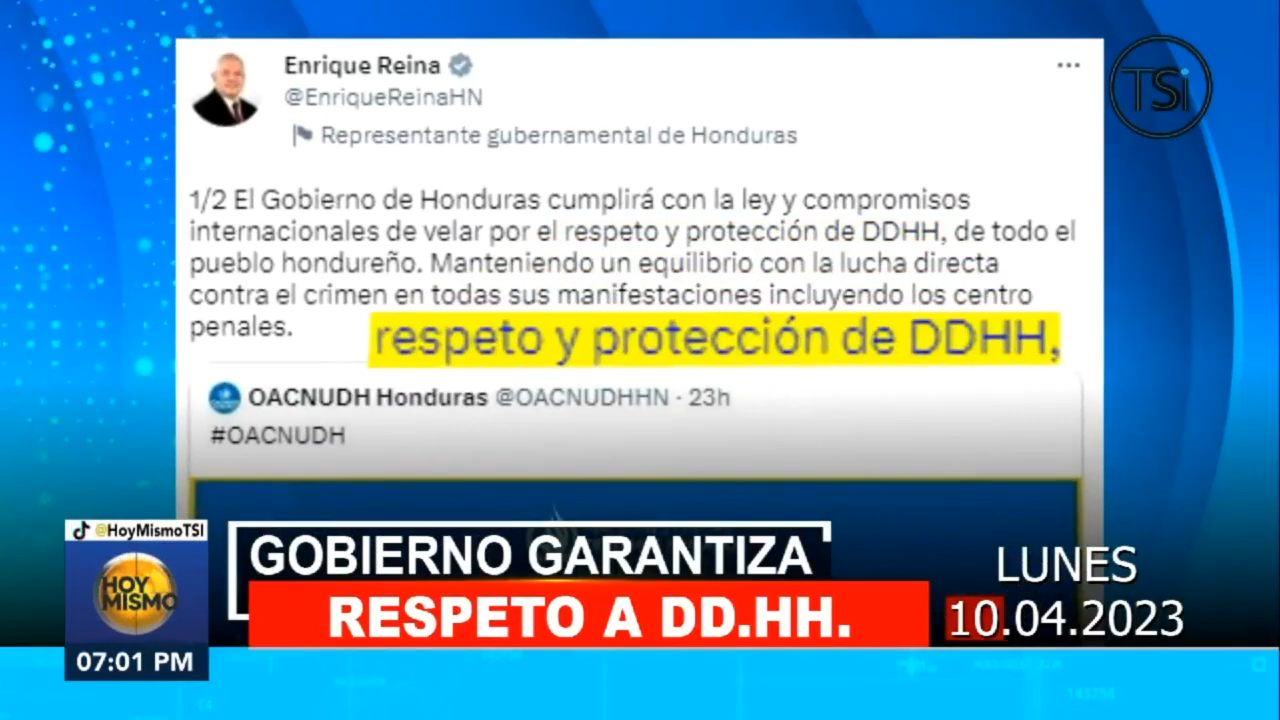 Enrique Reina
@EnriqueReinaHN
Representante gubernamental de Honduras
TSi
1/2 El Gobierno de Honduras cumplirá con la ley y compromisos
internacionales de velar por el respeto y protección de DDHH, de todo el
pueblo hondureño. Manteniendo un equilibrio con la lucha directa
contra el crimen en todas sus manifestaciones incluyendo los centro
penales.
respeto y protección de DDHH,
OACNUDH Honduras @OACNUDHHN · 23h
#OACNUDH
@HoyMismoTSI
HOY
MISMO
07:01 PM
GOBIERNO GARANTIZA
RESPETO A DD.HH.
LUNES
10.04.2023